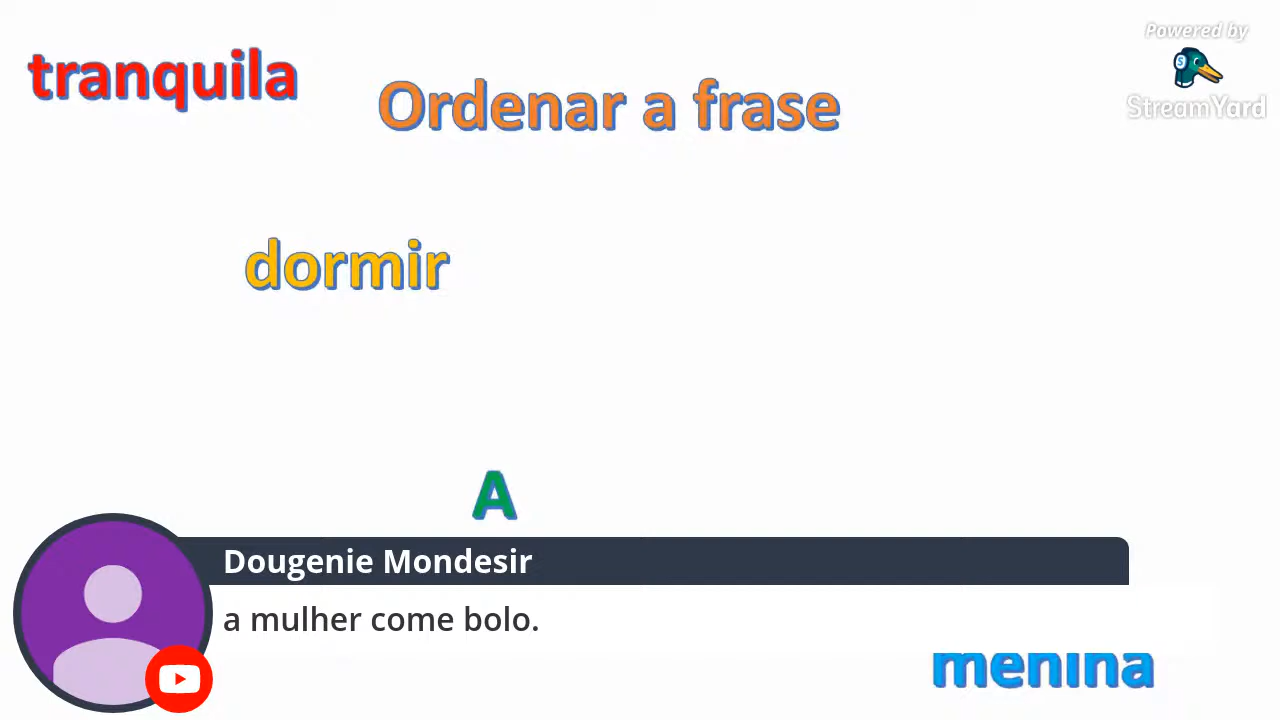 Powered by
StreamYard
tranquila
Ordenar a frase
dormir
A
Dougenie Mondesir
a mulher come bolo.
menina